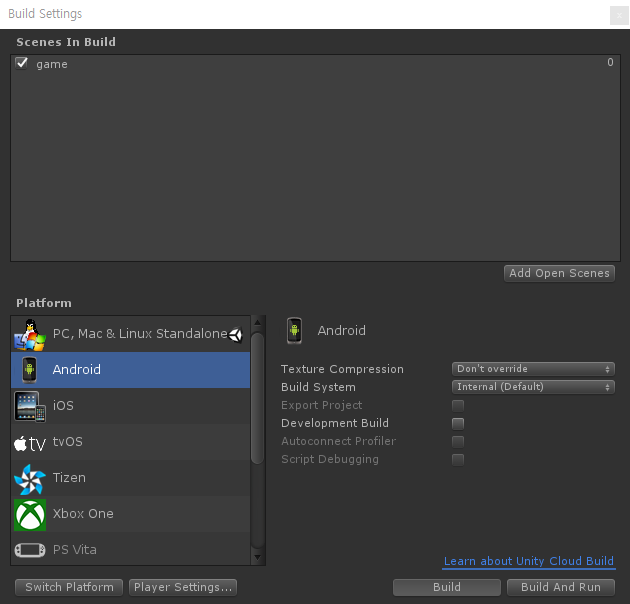 Build Settings
x
Scenes In Build
game 0
Add Open Scenes
Platform
PC, Mac & Linux Standalone
Android
iOS
tv tvOS
Tizen
Xbox One
PS Vita
Android
Texture Compression Don't override
Build System Internal (Default)
Export Project
Development Build
Autoconnect Profiler
Script Debugging
Learn about Unity Cloud Build
Switch Platform Player Settings... Build Build And Run